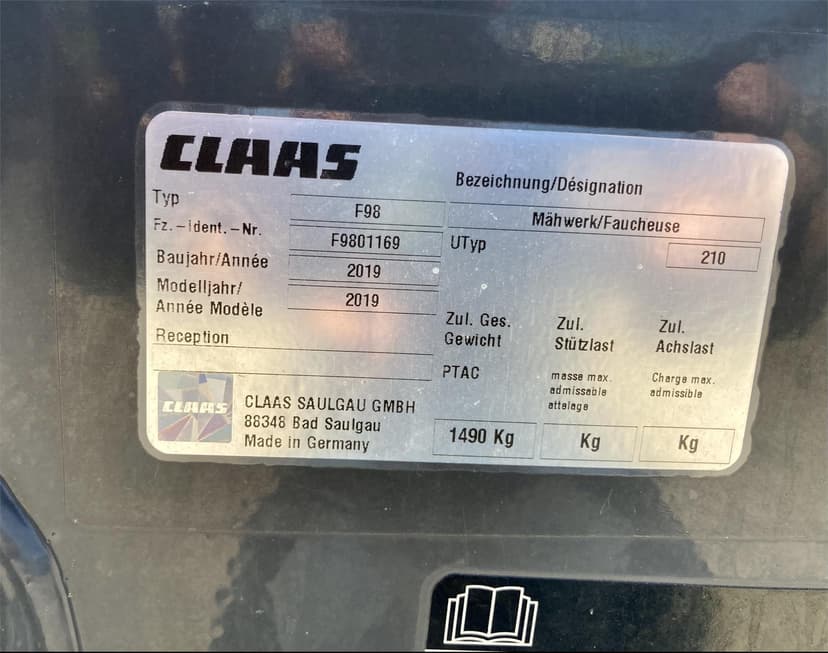 CLAAS
Bezeichnung/Désignation
Typ F98 Mähwerk/Faucheuse
Fz.-Ident.-Nr. F9801169 UTyp 210
Baujahr/Année 2019
Modelljahr/
Année Modèle 2019
Reception
Zul. Ges.
Gewicht
PTAC
1490 Kg
Zul.
Stützlast
masse max.
admissable
attelage
Kg
Zul.
Achslast
Charge max.
admissible
Kg
CLAAS
CLAAS SAULGAU GMBH
88348 Bad Saulgau
Made in Germany